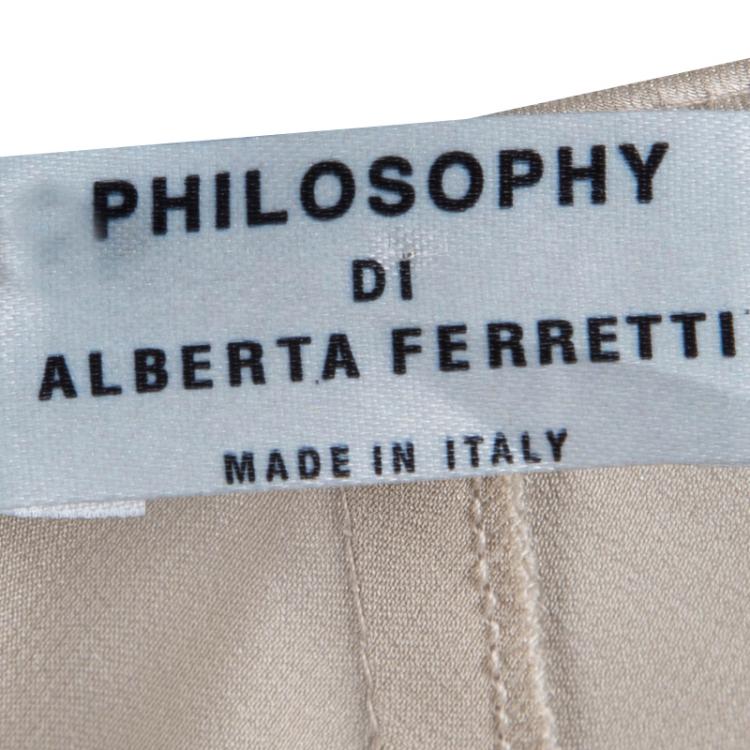 PHILOSOPHY
DI
ALBERTA FERRETTI
MADE IN ITALY